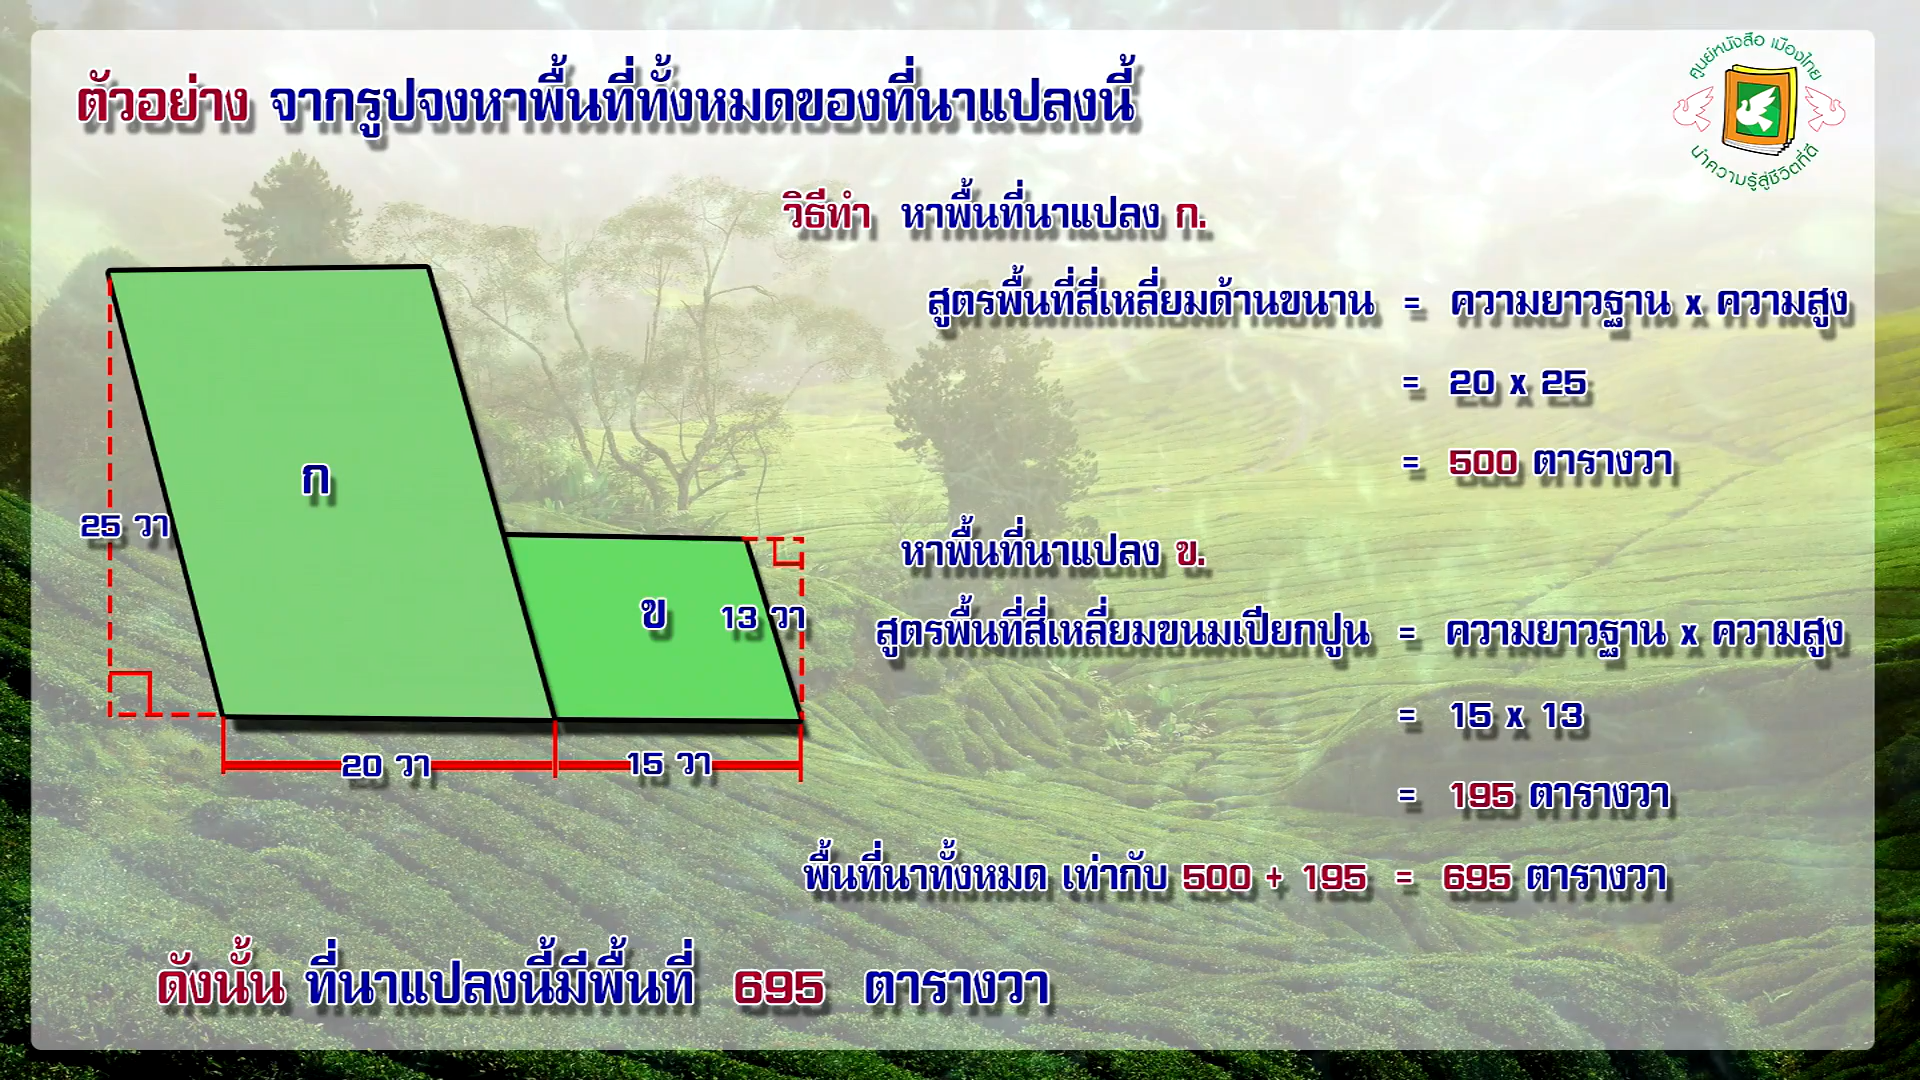 ตัวอย่าง จากรูปจงหาพื้นที่ทั้งหมดของที่นาแปลงนี้
ศูนย์หนังสือ เมืองไทย
นำความรู้สู่ชีวิตที่ดี
วิธีทำ หาพื้นที่นาแปลง ก.
สูตรพื้นที่สี่เหลี่ยมด้านขนาน = ความยาวฐาน x ความสูง
= 20 x 25
= 500 ตารางวา
ก
25 วา
20 วา
ข
13 วา
15 วา
หาพื้นที่นาแปลง ข.
สูตรพื้นที่สี่เหลี่ยมขนมเปียกปูน = ความยาวฐาน x ความสูง
= 15 x 13
= 195 ตารางวา
พื้นที่นาทั้งหมด เท่ากับ 500 + 195 = 695 ตารางวา
ดังนั้น ที่นาแปลงนี้มีพื้นที่ 695 ตารางวา